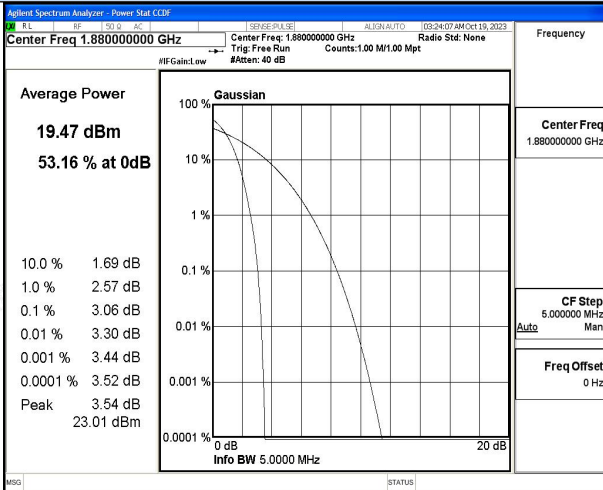 Agilent Spectrum Analyzer - Power Stat CCDF
RL RF 50 Ω AC SENSE:PULSE ALIGN AUTO 03:24:07 AM Oct 19, 2023
Center Freq 1.880000000 GHz
Center Freq: 1.880000000 GHz Radio Std: None
Trig: Free Run Counts:1.00 M/1.00 Mpt
#IFGain:Low #Atten: 40 dB
Frequency
Average Power
19.47 dBm
53.16 % at 0dB
10.0 % 1.69 dB
1.0 % 2.57 dB
0.1 % 3.06 dB
0.01 % 3.30 dB
0.001 % 3.44 dB
0.0001 % 3.52 dB
Peak 3.54 dB
23.01 dBm
Gaussian
100 %
10 %
1 %
0.1 %
0.01 %
0.001 %
0.0001 %
0 dB 20 dB
Info BW 5.0000 MHz
Center Freq
1.880000000 GHz
CF Step
5.000000 MHz
Auto Man
Freq Offset
0 Hz
MSG STATUS